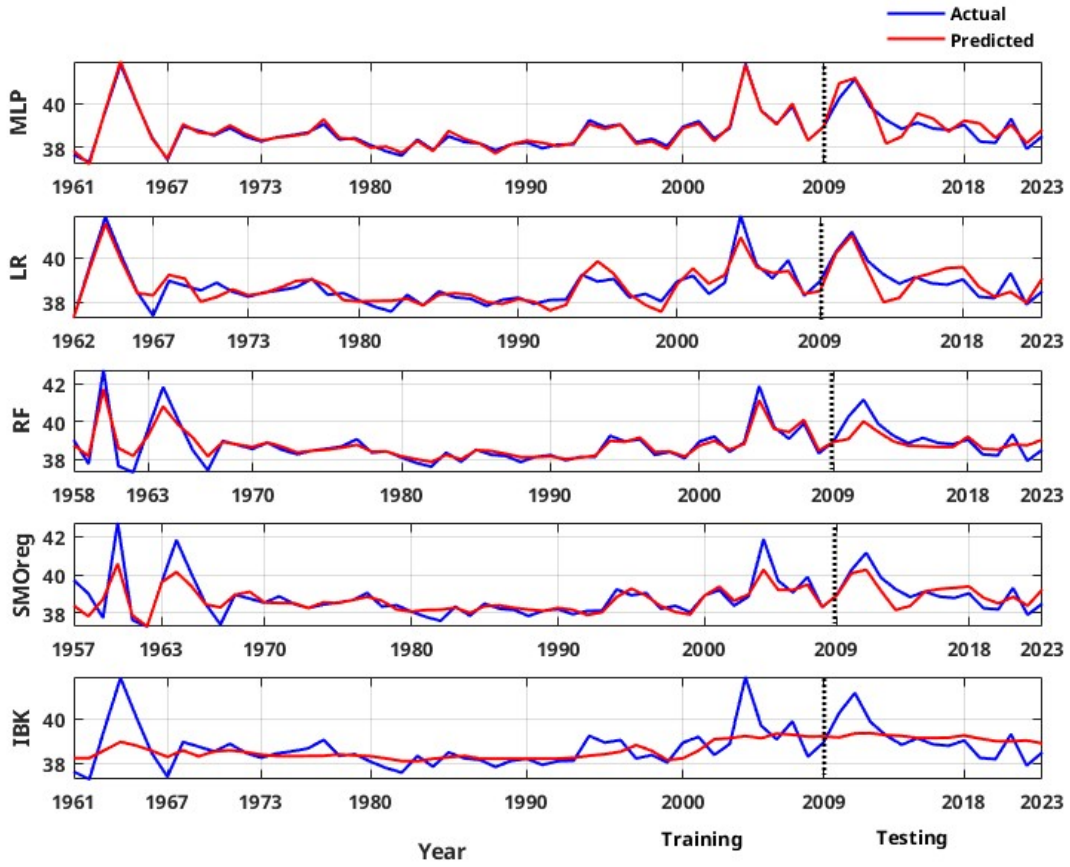 Actual
Predicted
MLP
40
38
1961 1967 1973 1980 1990 2000 2009 2018 2023
LR
40
38
1962 1967 1973 1980 1990 2000 2009 2018 2023
RF
42
40
38
1958 1963 1970 1980 1990 2000 2009 2018 2023
SMOreg
42
40
38
1957 1963 1970 1980 1990 2000 2009 2018 2023
IBK
40
38
1961 1967 1973 1980 1990 2000 2009 2018 2023
Year Training Testing